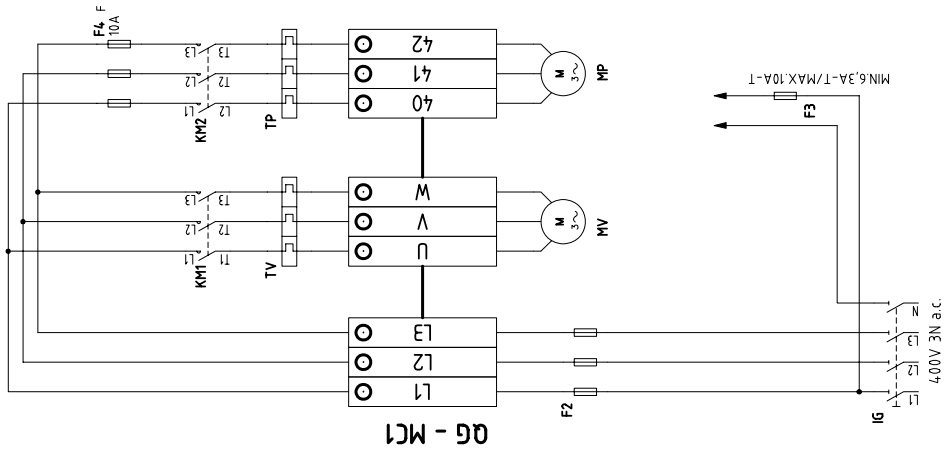 F4 F
10A
L3 T3
L2 T2
L1 L2
KM2
TP
42
41
40
MP
M
3~
MIN.6,3A-T/MAX.10A-T
F3
L3 T3
L2 T2
L1 T1
KM1
TV
W
V
U
MV
M
3~
L3
L2
L1
QG - MC1
F2
N
L3
L2
L1
IG
400V 3N a.c.